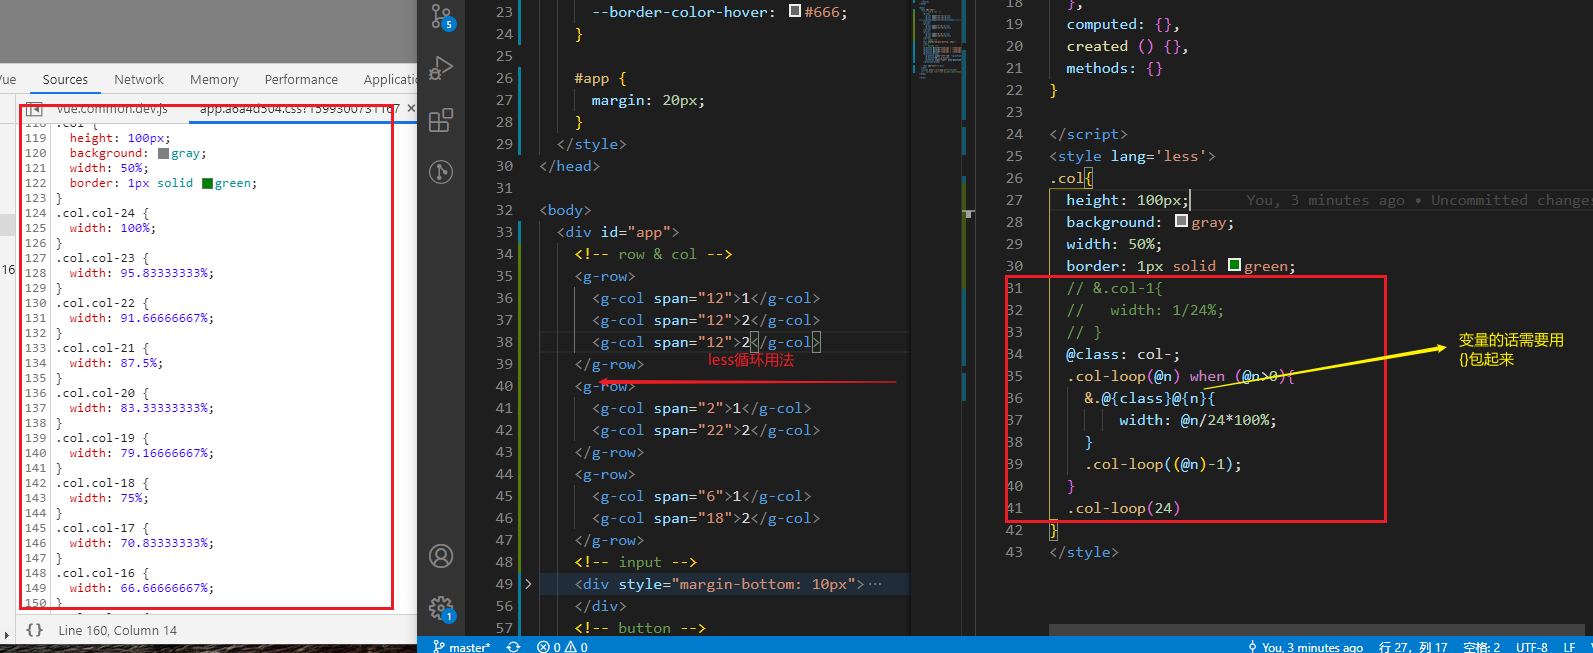 ue
Sources
Network
Memory
Performance
Applicatio
vue.common.dev.js
app.a6a4d504.css?1599300731167 ×
16
118 .col {
119 height: 100px;
120 background: gray;
121 width: 50%;
122 border: 1px solid green;
123 }
124 .col.col-24 {
125 width: 100%;
126 }
127 .col.col-23 {
128 width: 95.83333333%;
129 }
130 .col.col-22 {
131 width: 91.66666667%;
132 }
133 .col.col-21 {
134 width: 87.5%;
135 }
136 .col.col-20 {
137 width: 83.33333333%;
138 }
139 .col.col-19 {
140 width: 79.16666667%;
141 }
142 .col.col-18 {
143 width: 75%;
144 }
145 .col.col-17 {
146 width: 70.83333333%;
147 }
148 .col.col-16 {
149 width: 66.66666667%;
150 }
{} Line 160, Column 14
5
1
23 --border-color-hover: #666;
24 }
25
26 #app {
27 margin: 20px;
28 }
29 </style>
30 </head>
31
32 <body>
33 <div id="app">
34 <!-- row & col -->
35 <g-row>
36 <g-col span="12">1</g-col>
37 <g-col span="12">2</g-col>
38 <g-col span="12">2</g-col>
39 </g-row>
less循环用法
40 <g-row>
41 <g-col span="2">1</g-col>
42 <g-col span="22">2</g-col>
43 </g-row>
44 <g-row>
45 <g-col span="6">1</g-col>
46 <g-col span="18">2</g-col>
47 </g-row>
48 <!-- input -->
49 <div style="margin-bottom: 10px">···
56 </div>
57 <!-- button -->
18 },
19 computed: {},
20 created () {},
21 methods: {}
22 }
23
24 </script>
25 <style lang='less'>
26 .col{
27 height: 100px; You, 3 minutes ago • Uncommitted changes
28 background: gray;
29 width: 50%;
30 border: 1px solid green;
31 // &.col-1{
32 // width: 1/24%;
33 // }
34 @class: col-;
35 .col-loop(@n) when (@n>0){
36 &.@{class}@{n}{
37 width: @n/24*100%;
38 }
39 .col-loop((@n)-1);
40 }
41 .col-loop(24)
42 }
43 </style>
变量的话需要用
{}包起来
master* 0 0 You, 3 minutes ago 行 27，列 17 空格: 2 UTF-8 LF